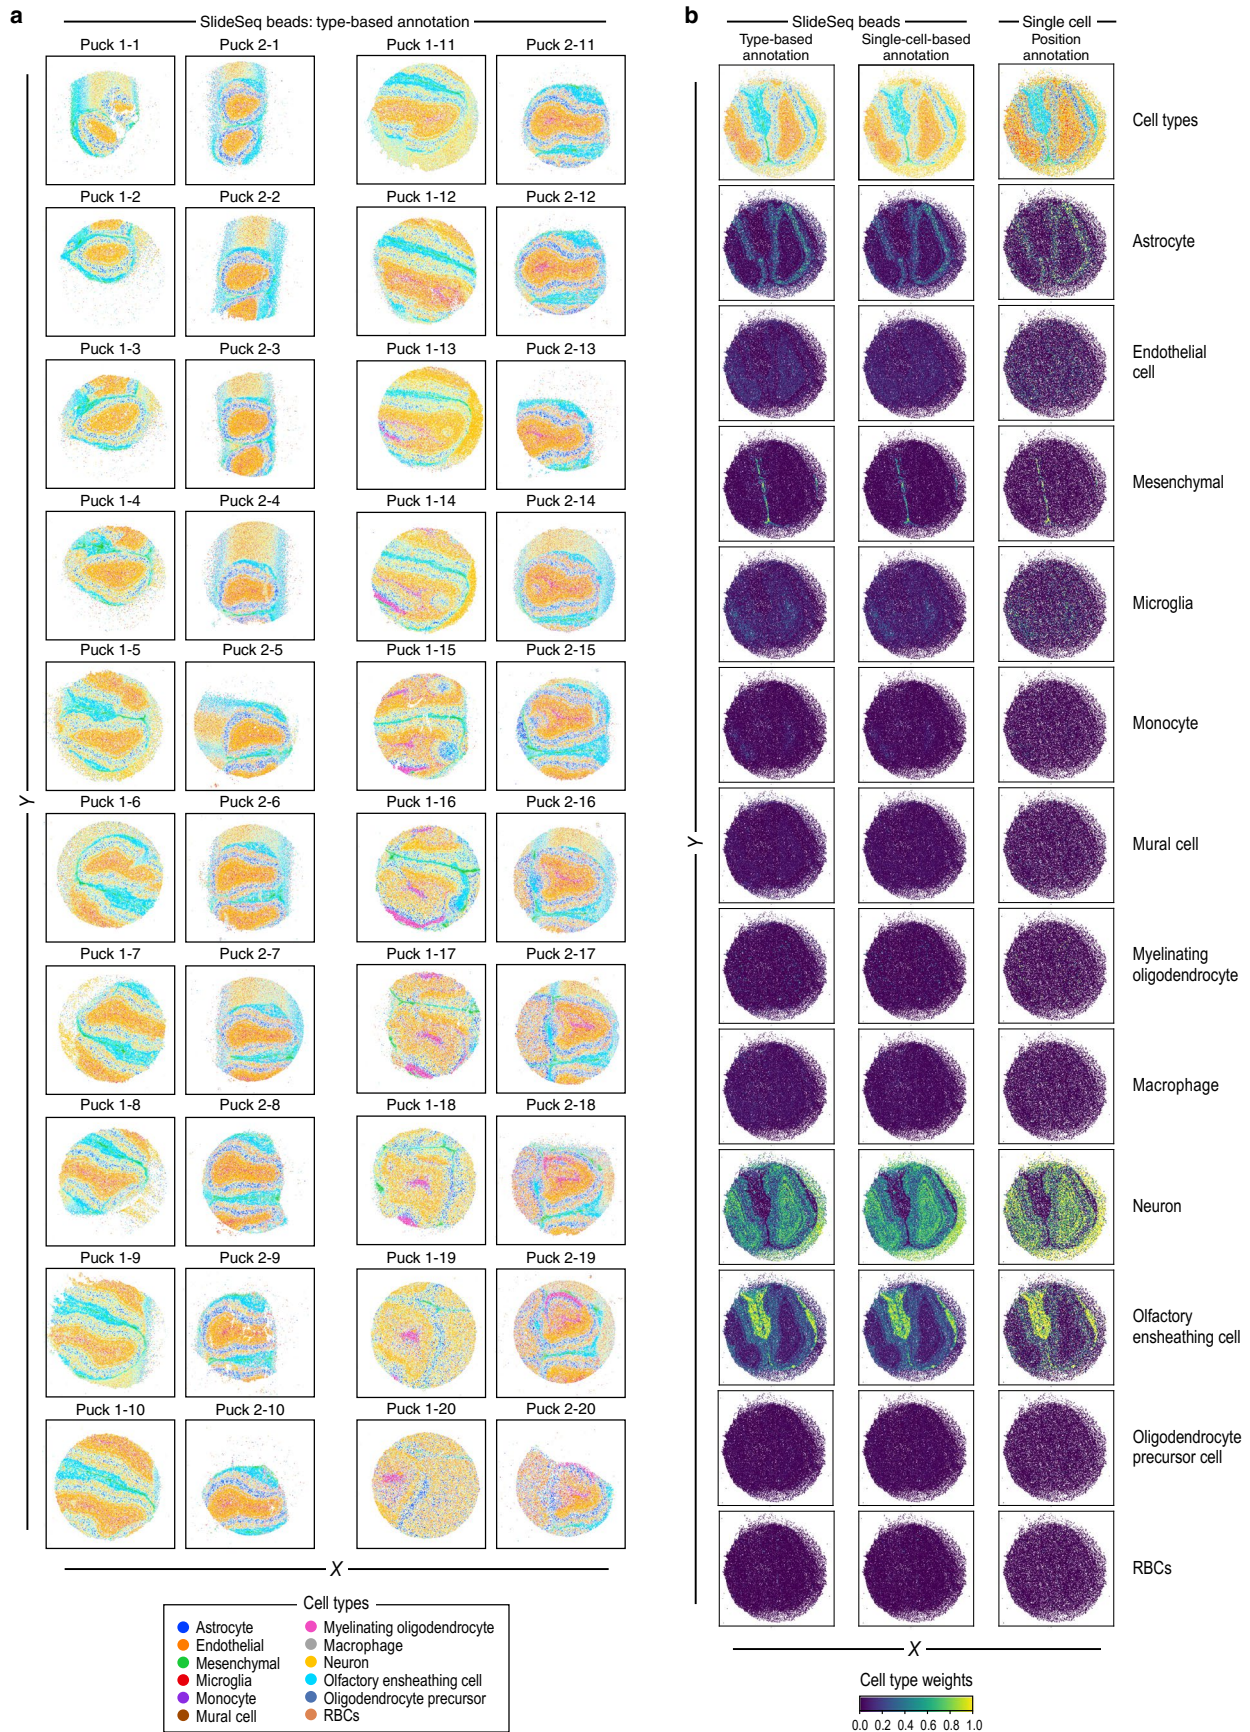 a
SlideSeq beads: type-based annotation
Puck 1-1
Puck 2-1
Puck 1-11
Puck 2-11
Puck 1-2
Puck 2-2
Puck 1-12
Puck 2-12
Puck 1-3
Puck 2-3
Puck 1-13
Puck 2-13
Puck 1-4
Puck 2-4
Puck 1-14
Puck 2-14
Puck 1-5
Puck 2-5
Puck 1-15
Puck 2-15
Puck 1-6
Puck 2-6
Puck 1-16
Puck 2-16
Puck 1-7
Puck 2-7
Puck 1-17
Puck 2-17
Puck 1-8
Puck 2-8
Puck 1-18
Puck 2-18
Puck 1-9
Puck 2-9
Puck 1-19
Puck 2-19
Puck 1-10
Puck 2-10
Puck 1-20
Puck 2-20
Y
X
Cell types
Astrocyte
Endothelial
Mesenchymal
Microglia
Monocyte
Mural cell
Myelinating oligodendrocyte
Macrophage
Neuron
Olfactory ensheathing cell
Oligodendrocyte precursor
RBCs
b
SlideSeq beads
Single cell
Type-based
annotation
Single-cell-based
annotation
Position
annotation
Cell types
Astrocyte
Endothelial
cell
Mesenchymal
Microglia
Monocyte
Mural cell
Myelinating
oligodendrocyte
Macrophage
Neuron
Olfactory
ensheathing cell
Oligodendrocyte
precursor cell
RBCs
Y
X
Cell type weights
0.0 0.2 0.4 0.6 0.8 1.0